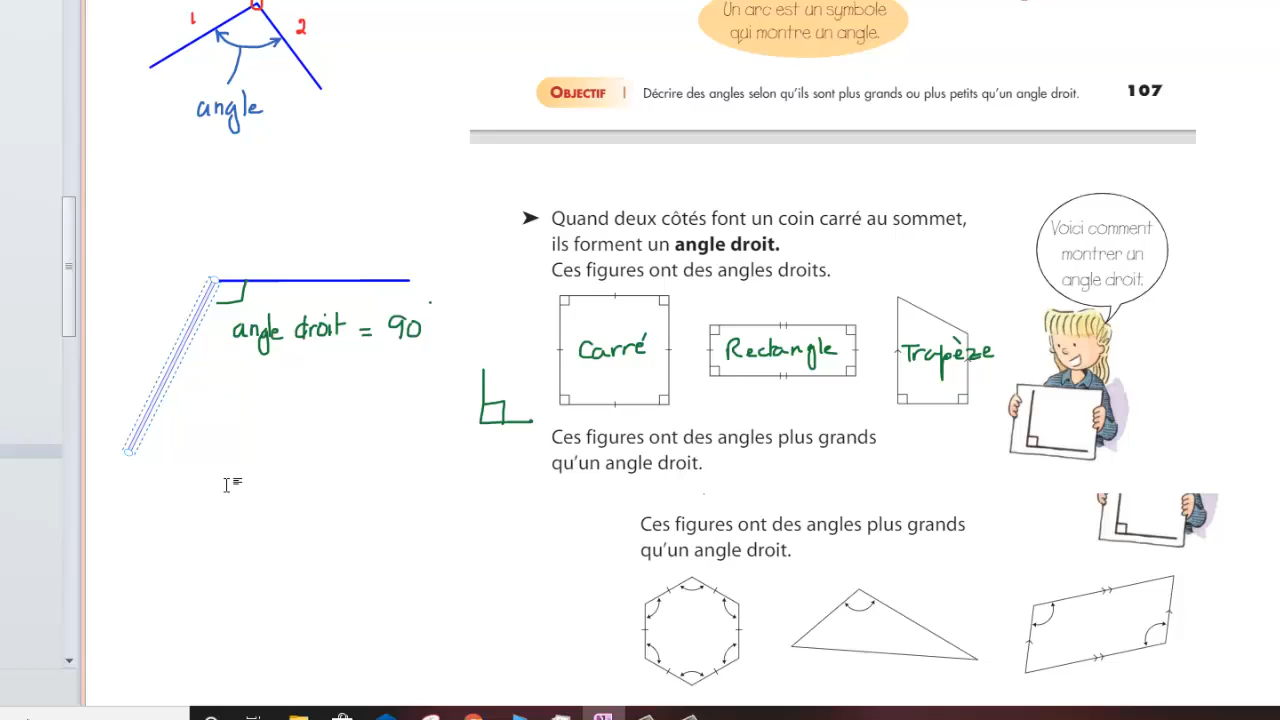 1
2
angle
Un arc est un symbole
qui montre un angle.
OBJECTIF
Décrire des angles selon qu'ils sont plus grands ou plus petits qu'un angle droit.
107
➤ Quand deux côtés font un coin carré au sommet,
ils forment un angle droit.
Ces figures ont des angles droits.
Voici comment
montrer un
angle droit.
angle droit = 90
Carré
Rectangle
Trapèze
Ces figures ont des angles plus grands
qu'un angle droit.
Ces figures ont des angles plus grands
qu'un angle droit.